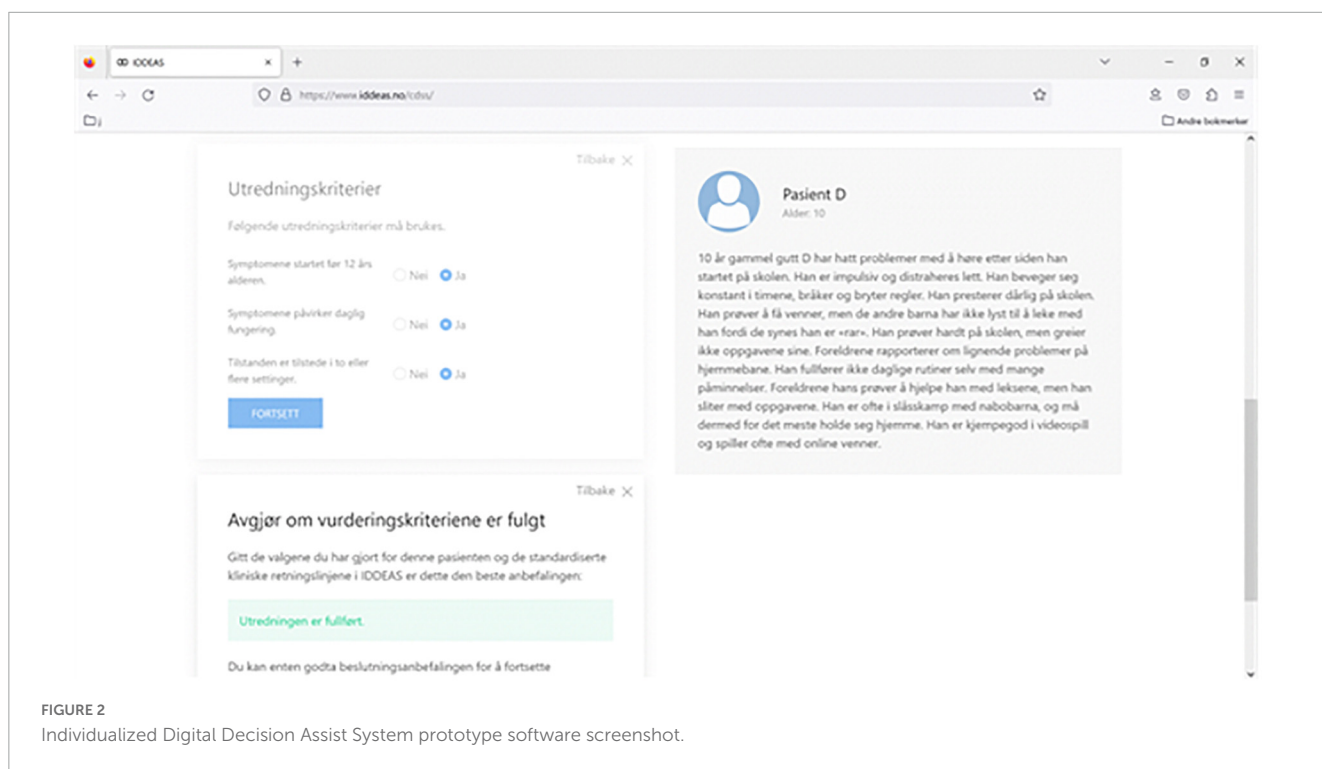 IDDEAS
https://www.iddeas.no/cdss/
j
Andre bokmerker
Tilbake
Utredningskriterier
Følgende utredningskriterier må brukes.
Symptomene startet før 12 års
alderen.
Nei Ja
Symptomene påvirker daglig
fungering.
Nei Ja
Tilstanden er tilstede i to eller
flere settinger.
Nei Ja
FORTSETT
Tilbake
Avgjør om vurderingskriteriene er fulgt
Gitt de valgene du har gjort for denne pasienten og de standardiserte
kliniske retningslinjene i IDDEAS er dette den beste anbefalingen:
Utredningen er fullført.
Du kan enten godta beslutningsanbefalingen for å fortsette
Pasient D
Alder: 10
10 år gammel gutt D har hatt problemer med å høre etter siden han
startet på skolen. Han er impulsiv og distraheres lett. Han beveger seg
konstant i timene, bråker og bryter regler. Han presterer dårlig på skolen.
Han prøver å få venner, men de andre barna har ikke lyst til å leke med
han fordi de synes han er «rar». Han prøver hardt på skolen, men greier
ikke oppgavene sine. Foreldrene rapporterer om lignende problemer på
hjemmebane. Han fullfører ikke daglige rutiner selv med mange
påminnelser. Foreldrene hans prøver å hjelpe han med leksene, men han
sliter med oppgavene. Han er ofte i slåsskamp med nabobarna, og må
dermed for det meste holde seg hjemme. Han er kjempegod i videospill
og spiller ofte med online venner.
FIGURE 2
Individualized Digital Decision Assist System prototype software screenshot.